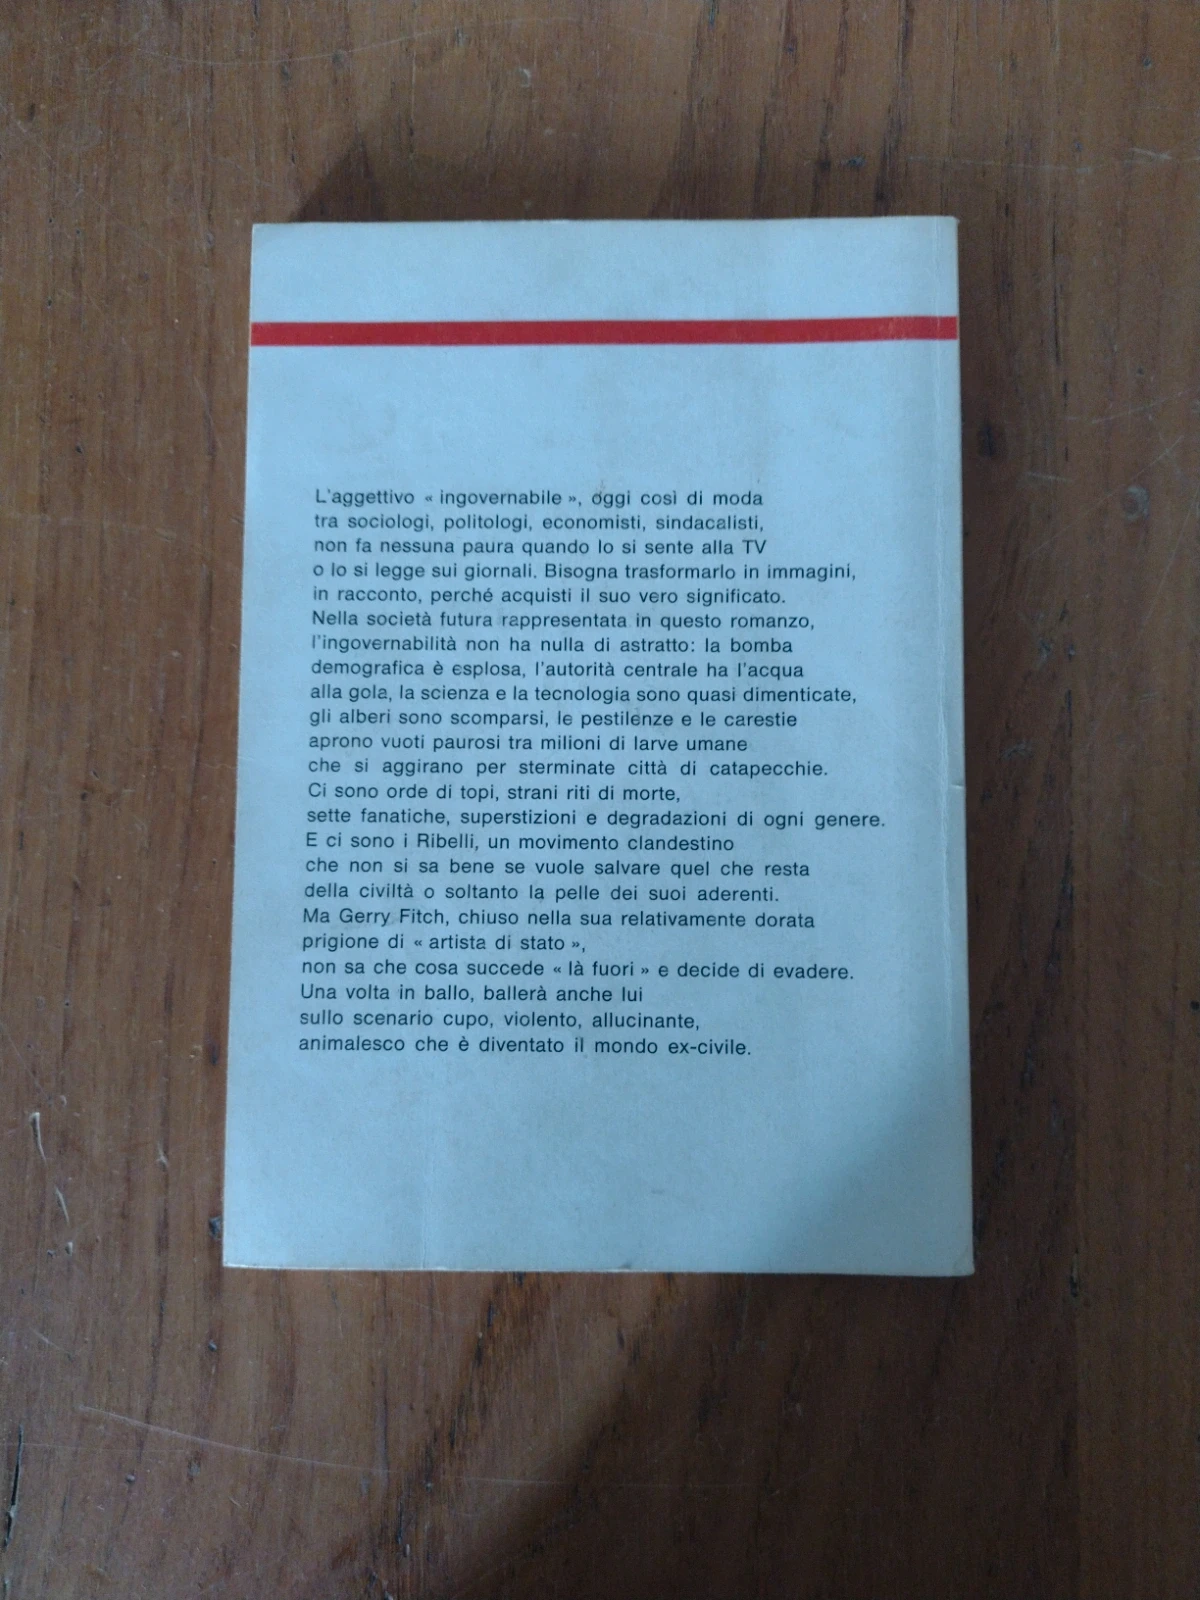 L'aggettivo « ingovernabile », oggi così di moda
tra sociologi, politologi, economisti, sindacalisti,
non fa nessuna paura quando lo si sente alla TV
o lo si legge sui giornali. Bisogna trasformarlo in immagini,
in racconto, perché acquisti il suo vero significato.
Nella società futura rappresentata in questo romanzo,
l'ingovernabilità non ha nulla di astratto: la bomba
demografica è esplosa, l'autorità centrale ha l'acqua
alla gola, la scienza e la tecnologia sono quasi dimenticate,
gli alberi sono scomparsi, le pestilenze e le carestie
aprono vuoti paurosi tra milioni di larve umane
che si aggirano per sterminate città di catapecchie.
Ci sono orde di topi, strani riti di morte,
sette fanatiche, superstizioni e degradazioni di ogni genere.
E ci sono i Ribelli, un movimento clandestino
che non si sa bene se vuole salvare quel che resta
della civiltà o soltanto la pelle dei suoi aderenti.
Ma Gerry Fitch, chiuso nella sua relativamente dorata
prigione di « artista di stato »,
non sa che cosa succede « là fuori » e decide di evadere.
Una volta in ballo, ballerà anche lui
sullo scenario cupo, violento, allucinante,
animalesco che è diventato il mondo ex-civile.